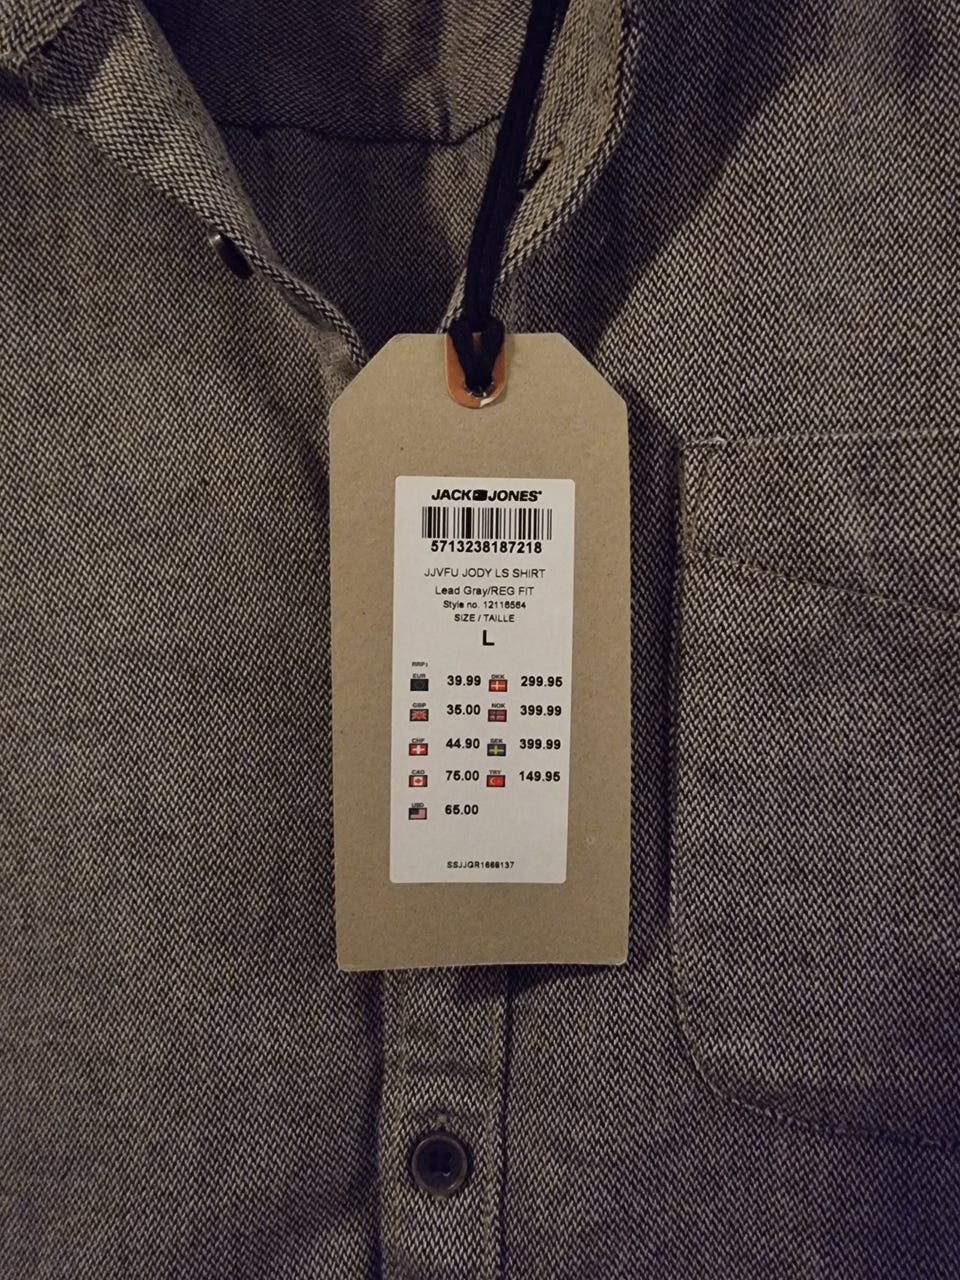 JACK JONES®
5713238187218
JJVFU JODY LS SHIRT
Lead Gray/REG FIT
Style no. 12116564
SIZE / TAILLE
L
RRP:
EUR 39.99 DKK 299.95
GBP 35.00 NOK 399.99
CHF 44.90 SEK 399.99
CAD 75.00 TRY 149.95
USD 65.00
SSJJGR1668137